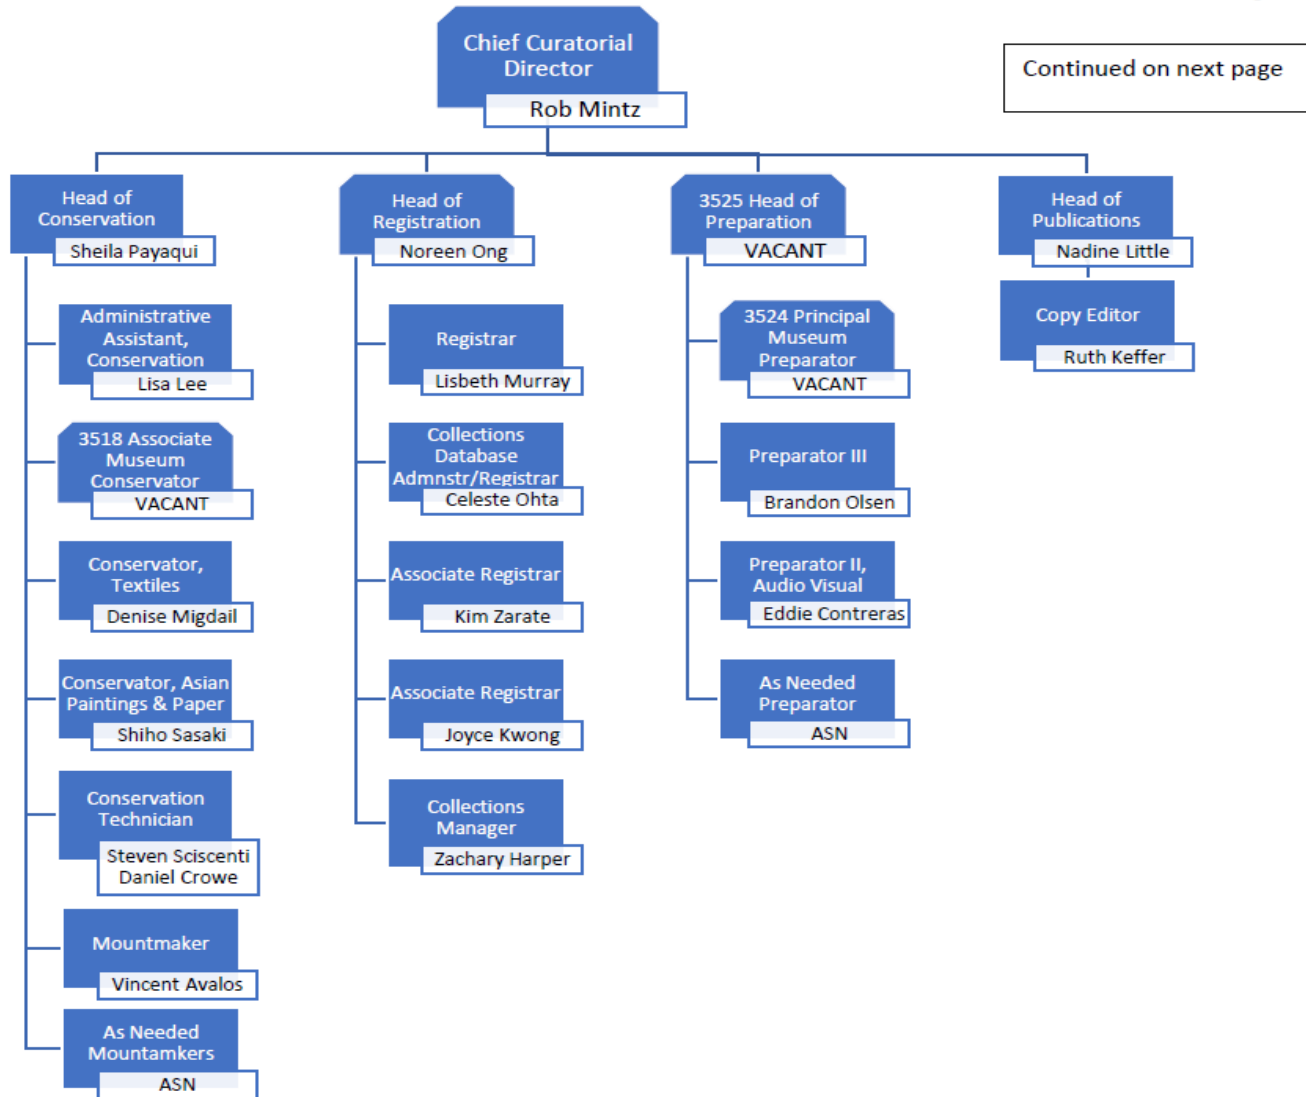 Chief Curatorial
Director
Rob Mintz
Continued on next page
Head of
Conservation
Sheila Payaqui
Administrative
Assistant,
Conservation
Lisa Lee
3518 Associate
Museum
Conservator
VACANT
Conservator,
Textiles
Denise Migdail
Conservator, Asian
Paintings & Paper
Shiho Sasaki
Conservation
Technician
Steven Sciscenti
Daniel Crowe
Mountmaker
Vincent Avalos
As Needed
Mountamkers
ASN
Head of
Registration
Noreen Ong
Registrar
Lisbeth Murray
Collections
Database
Admnstr/Registrar
Celeste Ohta
Associate Registrar
Kim Zarate
Associate Registrar
Joyce Kwong
Collections
Manager
Zachary Harper
3525 Head of
Preparation
VACANT
3524 Principal
Museum
Preparator
VACANT
Preparator III
Brandon Olsen
Preparator II,
Audio Visual
Eddie Contreras
As Needed
Preparator
ASN
Head of
Publications
Nadine Little
Copy Editor
Ruth Keffer